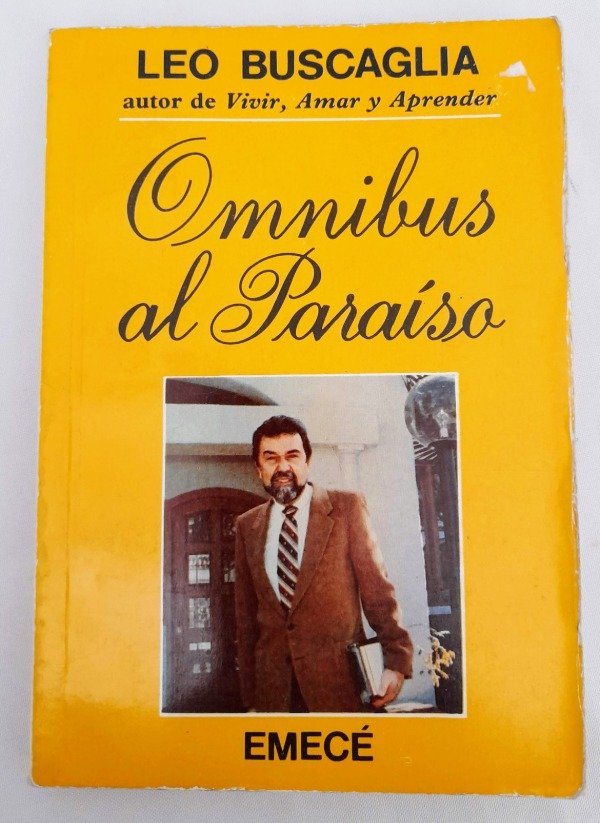 LEO BUSCAGLIA
autor de Vivir, Amar y Aprender
Omnibus
al Paraíso
EMECÉ